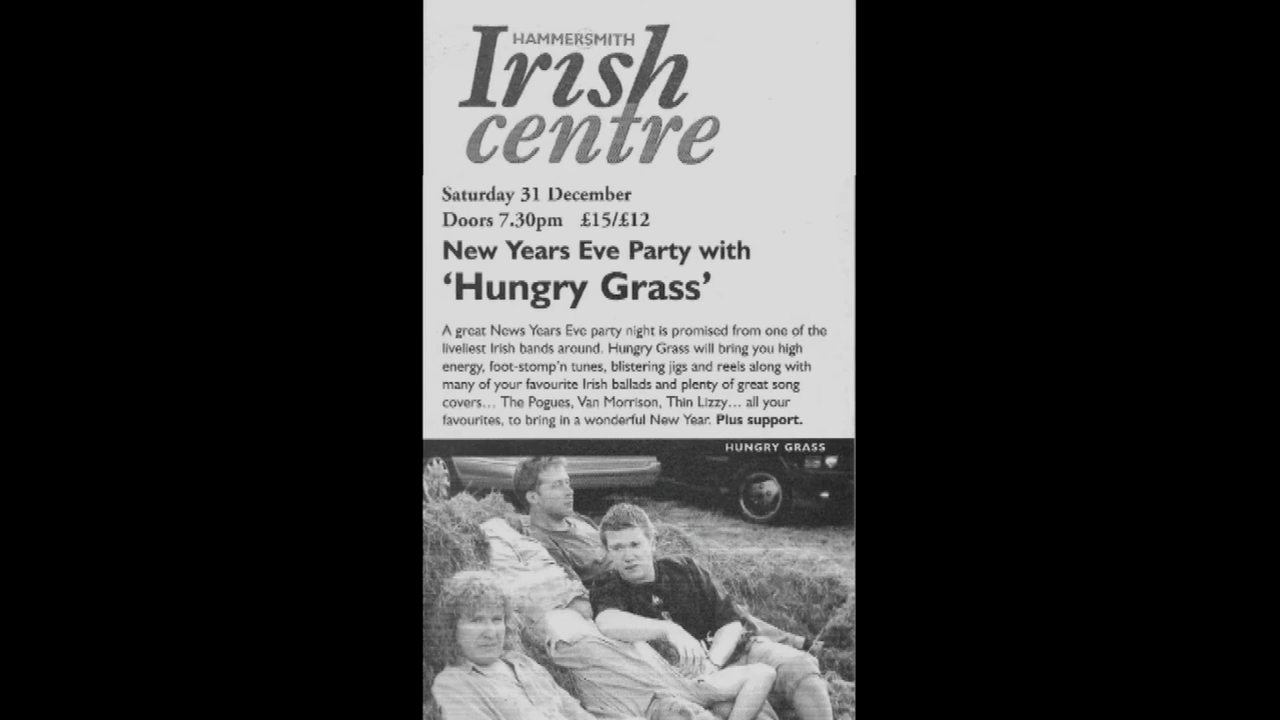 HAMMERSMITH
Irish
centre
Saturday 31 December
Doors 7.30pm £15/£12
New Years Eve Party with
‘Hungry Grass’
A great News Years Eve party night is promised from one of the
liveliest Irish bands around. Hungry Grass will bring you high
energy, foot-stomp'n tunes, blistering jigs and reels along with
many of your favourite Irish ballads and plenty of great song
covers... The Pogues, Van Morrison, Thin Lizzy... all your
favourites, to bring in a wonderful New Year. Plus support.
HUNGRY GRASS